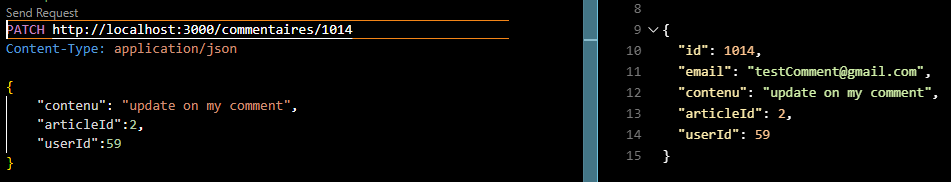 Send Request
PATCH http://localhost:3000/commentaires/1014
Content-Type: application/json
{
"contenu": "update on my comment",
"articleId":2,
"userId":59
}
8
9 {
10 "id": 1014,
11 "email": "testComment@gmail.com",
12 "contenu": "update on my comment",
13 "articleId": 2,
14 "userId": 59
15 }